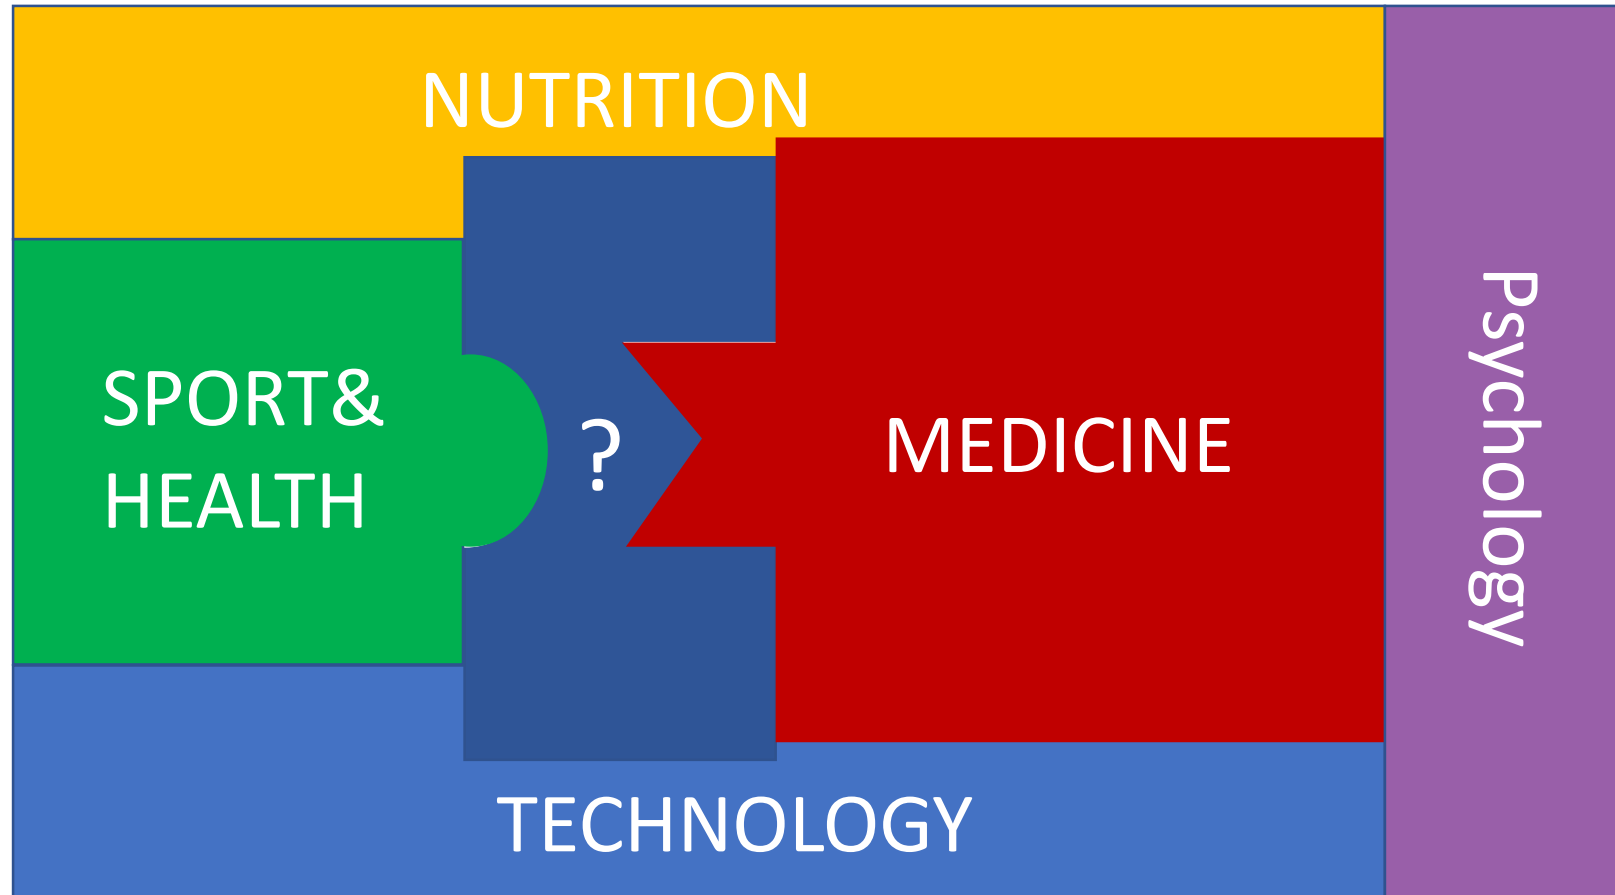 NUTRITION
SPORT&
HEALTH
?
MEDICINE
Psychology
TECHNOLOGY